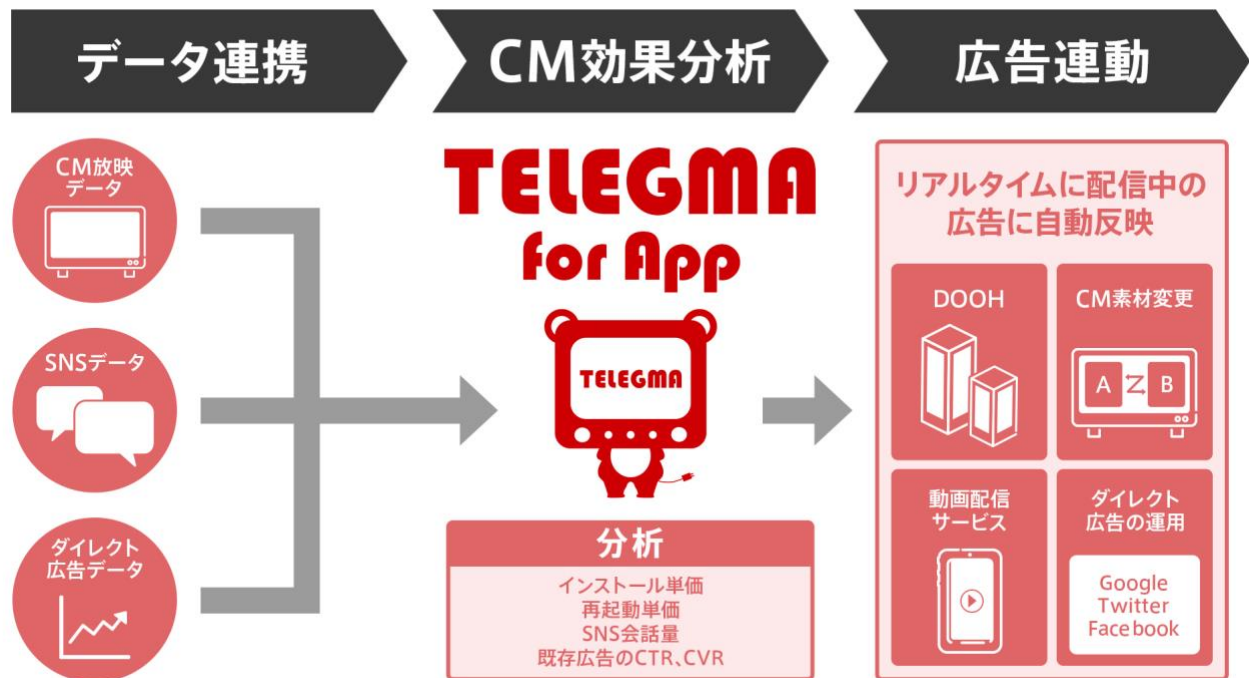 データ連携
CM効果分析
広告連動
CM放映
データ
SNSデータ
ダイレクト
広告データ
TELEGMA
for App
TELEGMA
分析
インストール単価
再起動単価
SNS会話量
既存広告のCTR、CVR
リアルタイムに配信中の
広告に自動反映
DOOH
CM素材変更
A
B
動画配信
サービス
ダイレクト
広告の運用
Google
Twitter
Facebook